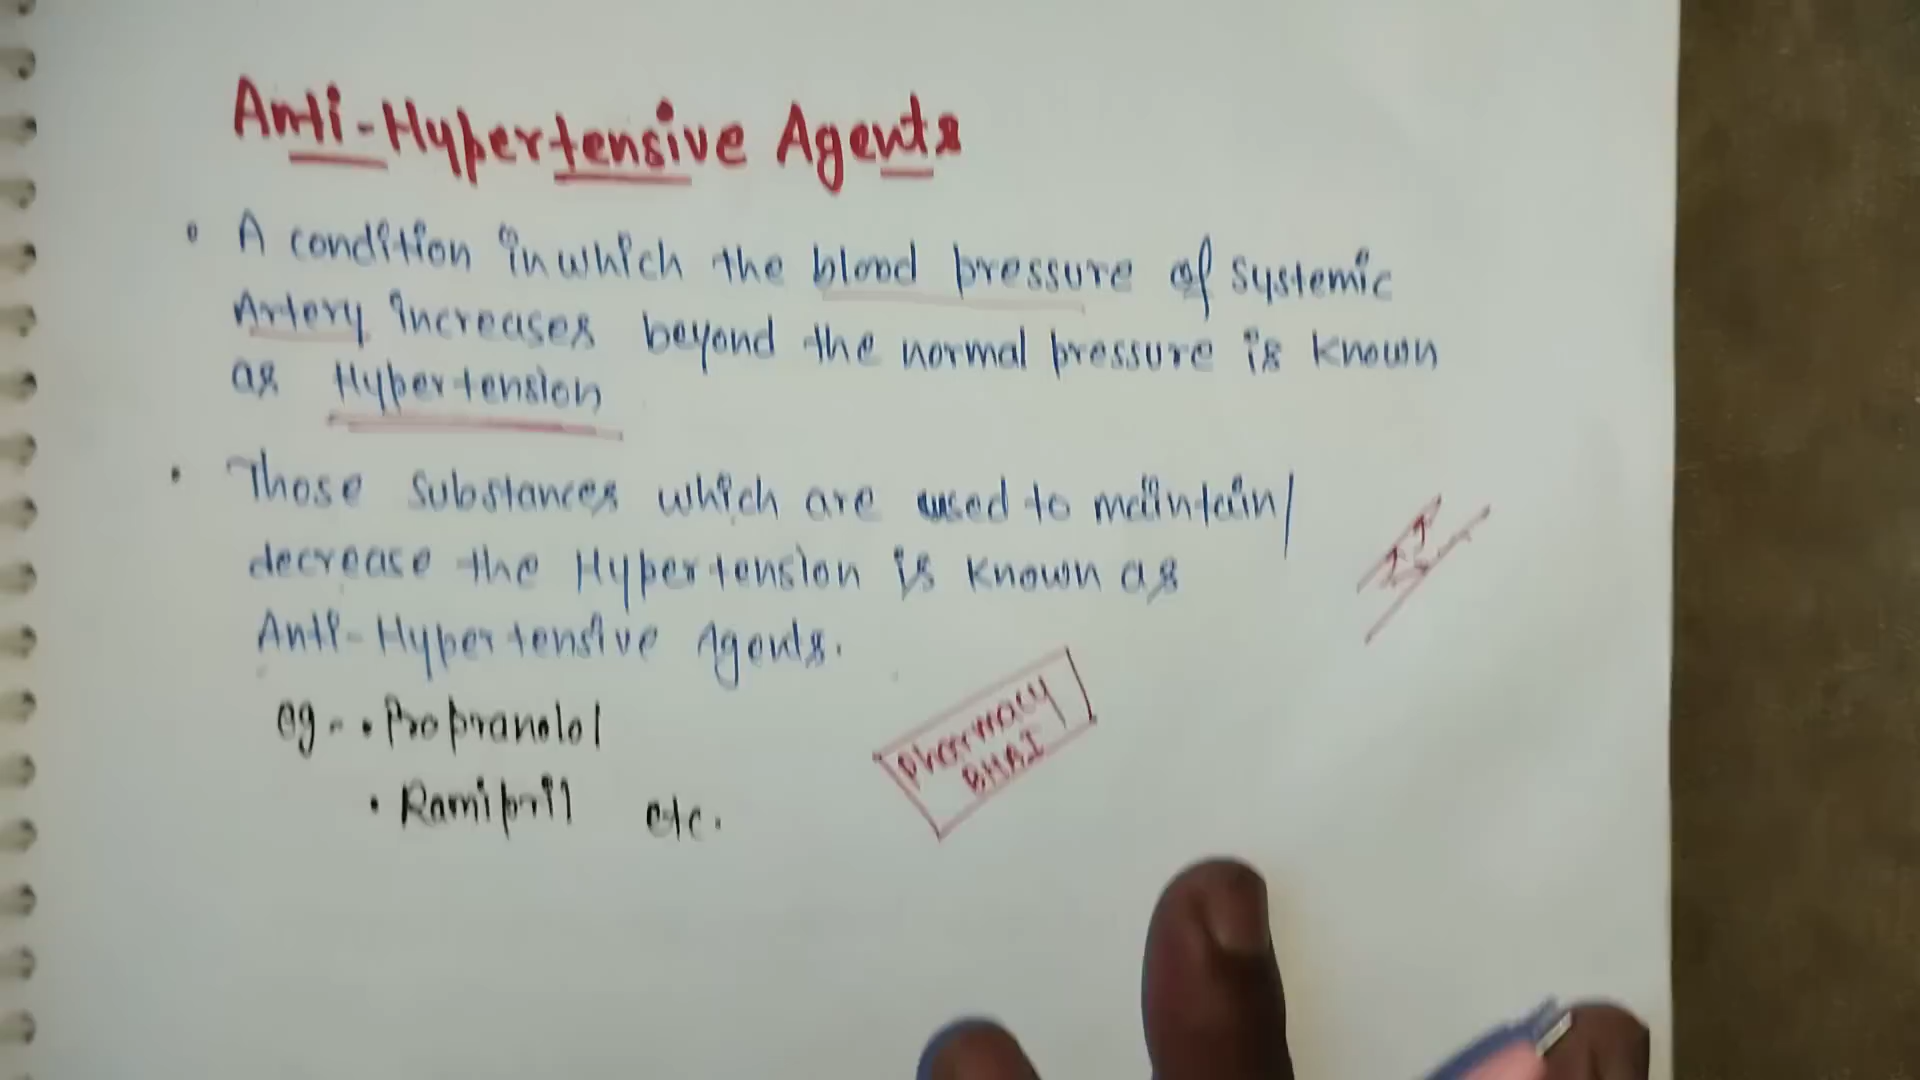 Anti-Hypertensive Agents
• A condition in which the blood pressure of systemic
Artery increases beyond the normal pressure is known
as Hypertension
• Those substances which are used to maintain/
decrease the Hypertension is known as
Anti-Hypertensive Agents.
eg - • Propranolol
• Ramipril etc.
Pharmacy
BHAI